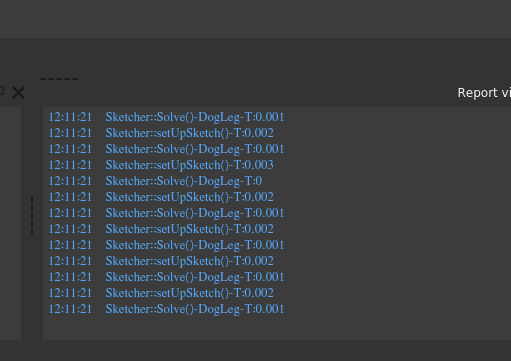 Report vi
12:11:21 Sketcher::Solve()-DogLeg-T:0.001
12:11:21 Sketcher::setUpSketch()-T:0.002
12:11:21 Sketcher::Solve()-DogLeg-T:0.001
12:11:21 Sketcher::setUpSketch()-T:0.003
12:11:21 Sketcher::Solve()-DogLeg-T:0
12:11:21 Sketcher::setUpSketch()-T:0.002
12:11:21 Sketcher::Solve()-DogLeg-T:0.001
12:11:21 Sketcher::setUpSketch()-T:0.002
12:11:21 Sketcher::Solve()-DogLeg-T:0.001
12:11:21 Sketcher::setUpSketch()-T:0.002
12:11:21 Sketcher::Solve()-DogLeg-T:0.001
12:11:21 Sketcher::setUpSketch()-T:0.002
12:11:21 Sketcher::Solve()-DogLeg-T:0.001